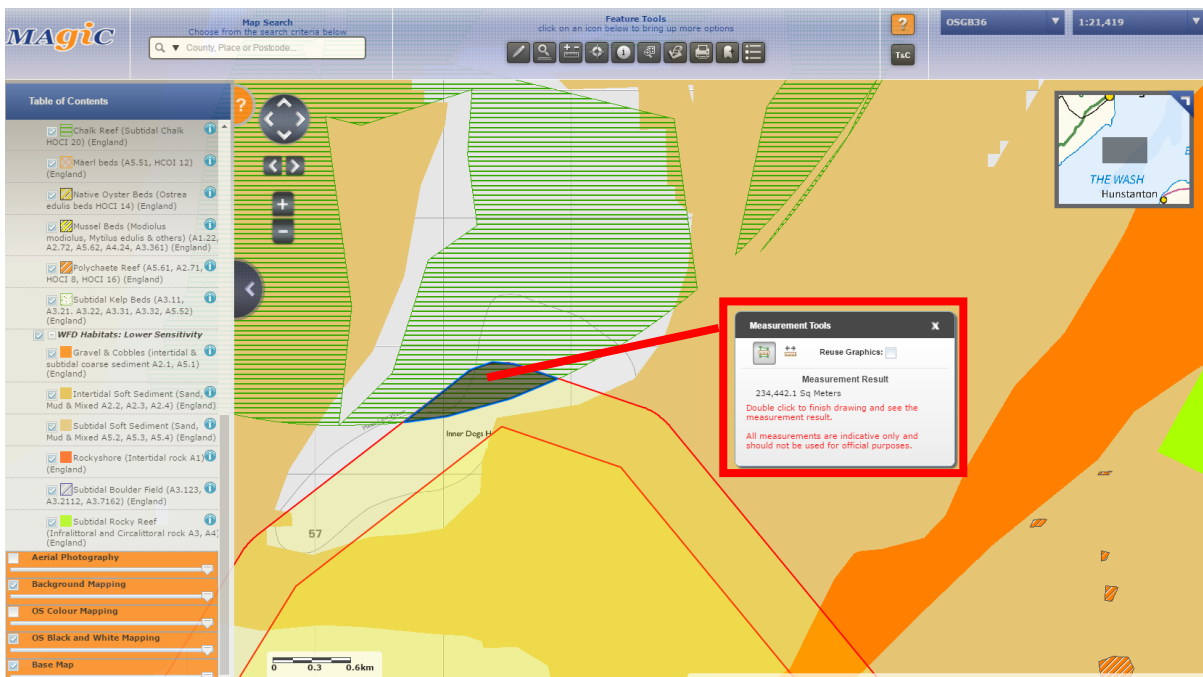 MAGiC
Map Search
Choose from the search criteria below
County, Place or Postcode...
Feature Tools
click on an icon below to bring up more options
?
T&C
OSGB36
1:21,419
Table of Contents
?
Chalk Reef (Subtidal Chalk
HOCI 20) (England)
Maerl beds (A5.51, HCOI 12)
(England)
Native Oyster Beds (Ostrea
edulis beds HOCI 14) (England)
Mussel Beds (Modiolus
modiolus, Mytilus edulis & others) (A1.22,
A2.72, A5.62, A4.24, A3.361) (England)
Polychaete Reef (A5.61, A2.71,
HOCI 8, HOCI 16) (England)
Subtidal Kelp Beds (A3.11,
A3.21. A3.22, A3.31, A3.32, A5.52)
(England)
WFD Habitats: Lower Sensitivity
Gravel & Cobbles (intertidal &
subtidal coarse sediment A2.1, A5.1)
(England)
Intertidal Soft Sediment (Sand,
Mud & Mixed A2.2, A2.3, A2.4) (England)
Subtidal Soft Sediment (Sand,
Mud & Mixed A5.2, A5.3, A5.4) (England)
Rockyshore (Intertidal rock A1)
(England)
Subtidal Boulder Field (A3.123,
A3.2112, A3.7162) (England)
Subtidal Rocky Reef
(Infralittoral and Circalittoral rock A3, A4)
(England)
Aerial Photography
Background Mapping
OS Colour Mapping
OS Black and White Mapping
Base Map
THE WASH
Hunstanton
Measurement Tools
X
Reuse Graphics:
Measurement Result
234,442.1 Sq Meters
Double click to finish drawing and see the
measurement result.
All measurements are indicative only and
should not be used for official purposes.
Inner Dogs H
57
0 0.3 0.6km